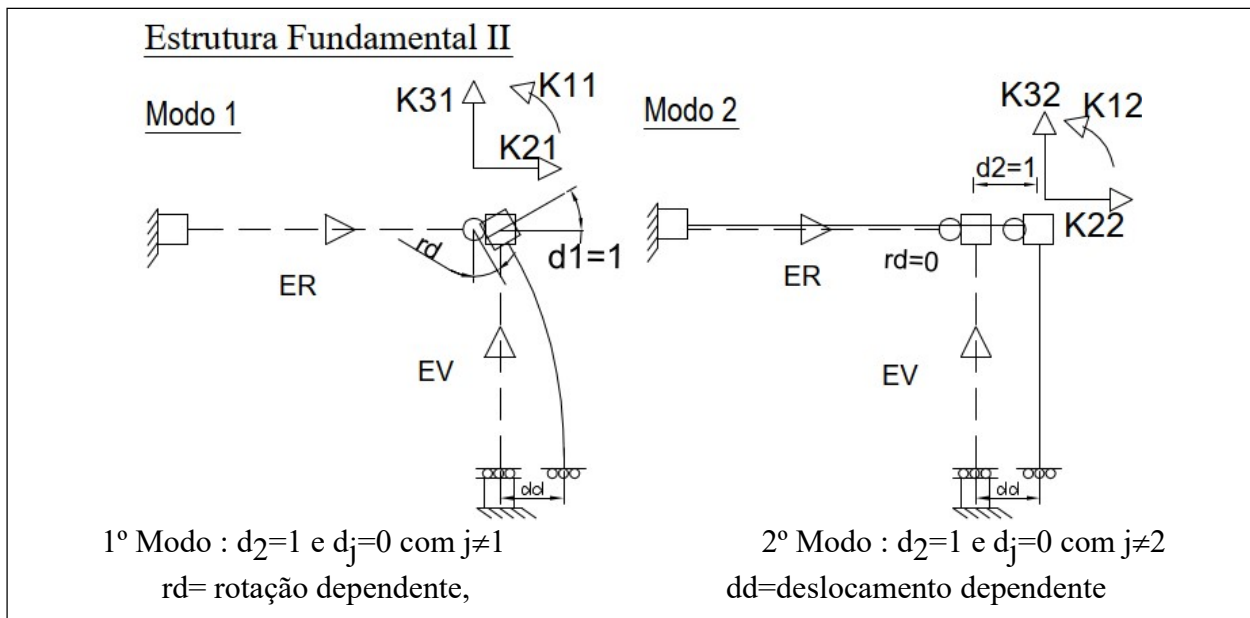 Estrutura Fundamental II
Modo 1
K31
K11
K21
rd
d1=1
ER
EV
dd
Modo 2
K32
K12
d2=1
K22
rd=0
ER
EV
dd
1º Modo : d2=1 e dj=0 com j≠1
2º Modo : d2=1 e dj=0 com j≠2
rd= rotação dependente,
dd=deslocamento dependente